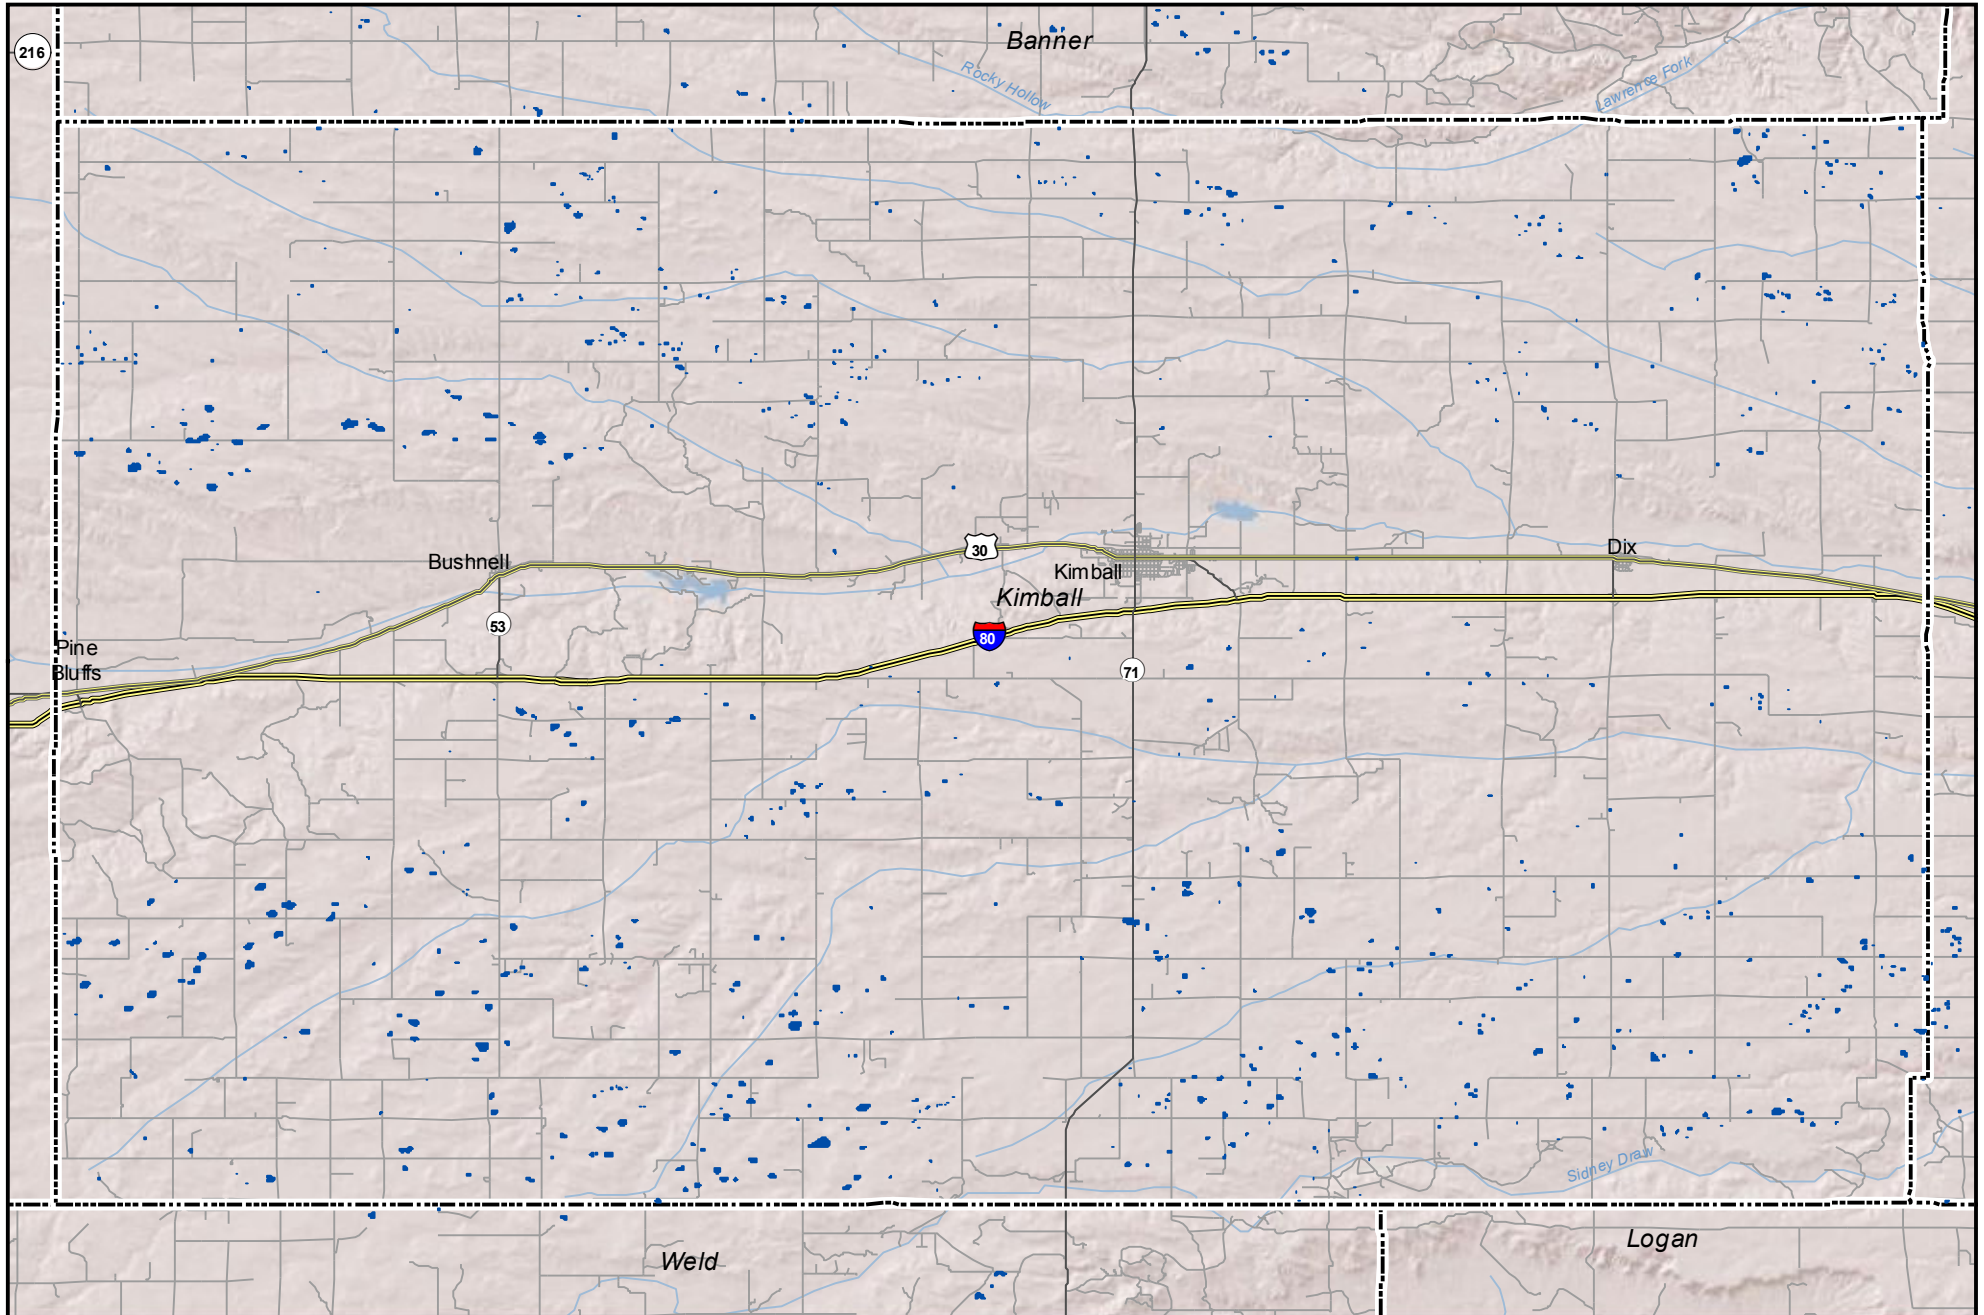 216
Banner
Rocky Hollow
Lawrence Fork
30
Bushnell
Dix
Kimball
Kimball
53
80
Pine
Bluffs
71
Sidney Draw
Weld
Logan